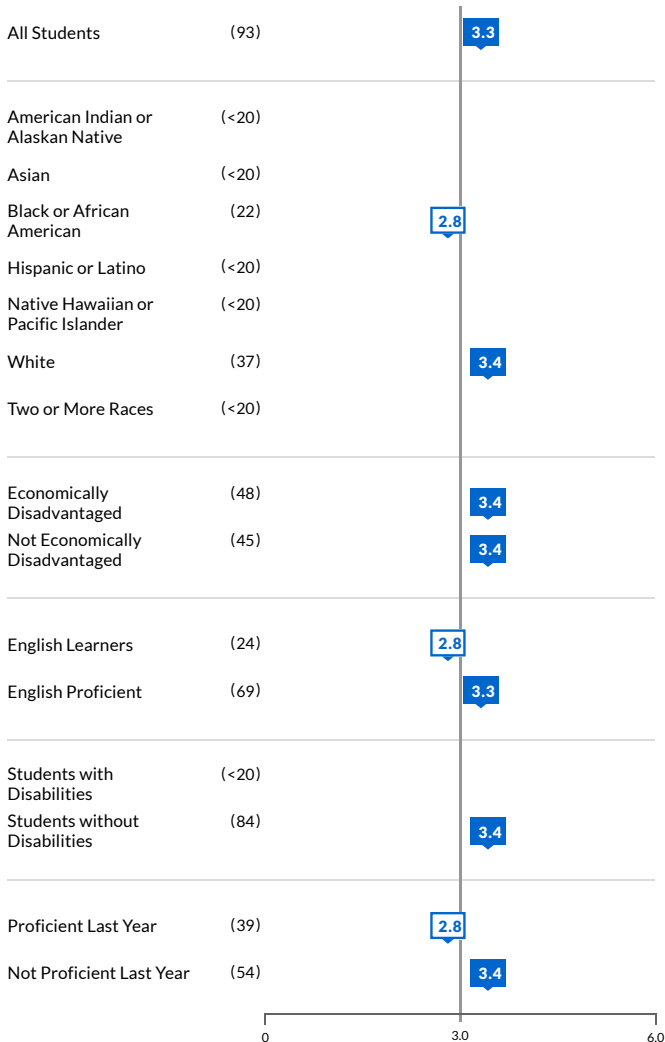 All Students (93) 3.3
American Indian or (<20)
Alaskan Native
Asian (<20)
Black or African (22) 2.8
American
Hispanic or Latino (<20)
Native Hawaiian or (<20)
Pacific Islander
White (37) 3.4
Two or More Races (<20)
Economically (48) 3.4
Disadvantaged
Not Economically (45) 3.4
Disadvantaged
English Learners (24) 2.8
English Proficient (69) 3.3
Students with (<20)
Disabilities
Students without (84) 3.4
Disabilities
Proficient Last Year (39) 2.8
Not Proficient Last Year (54) 3.4
0 3.0 6.0